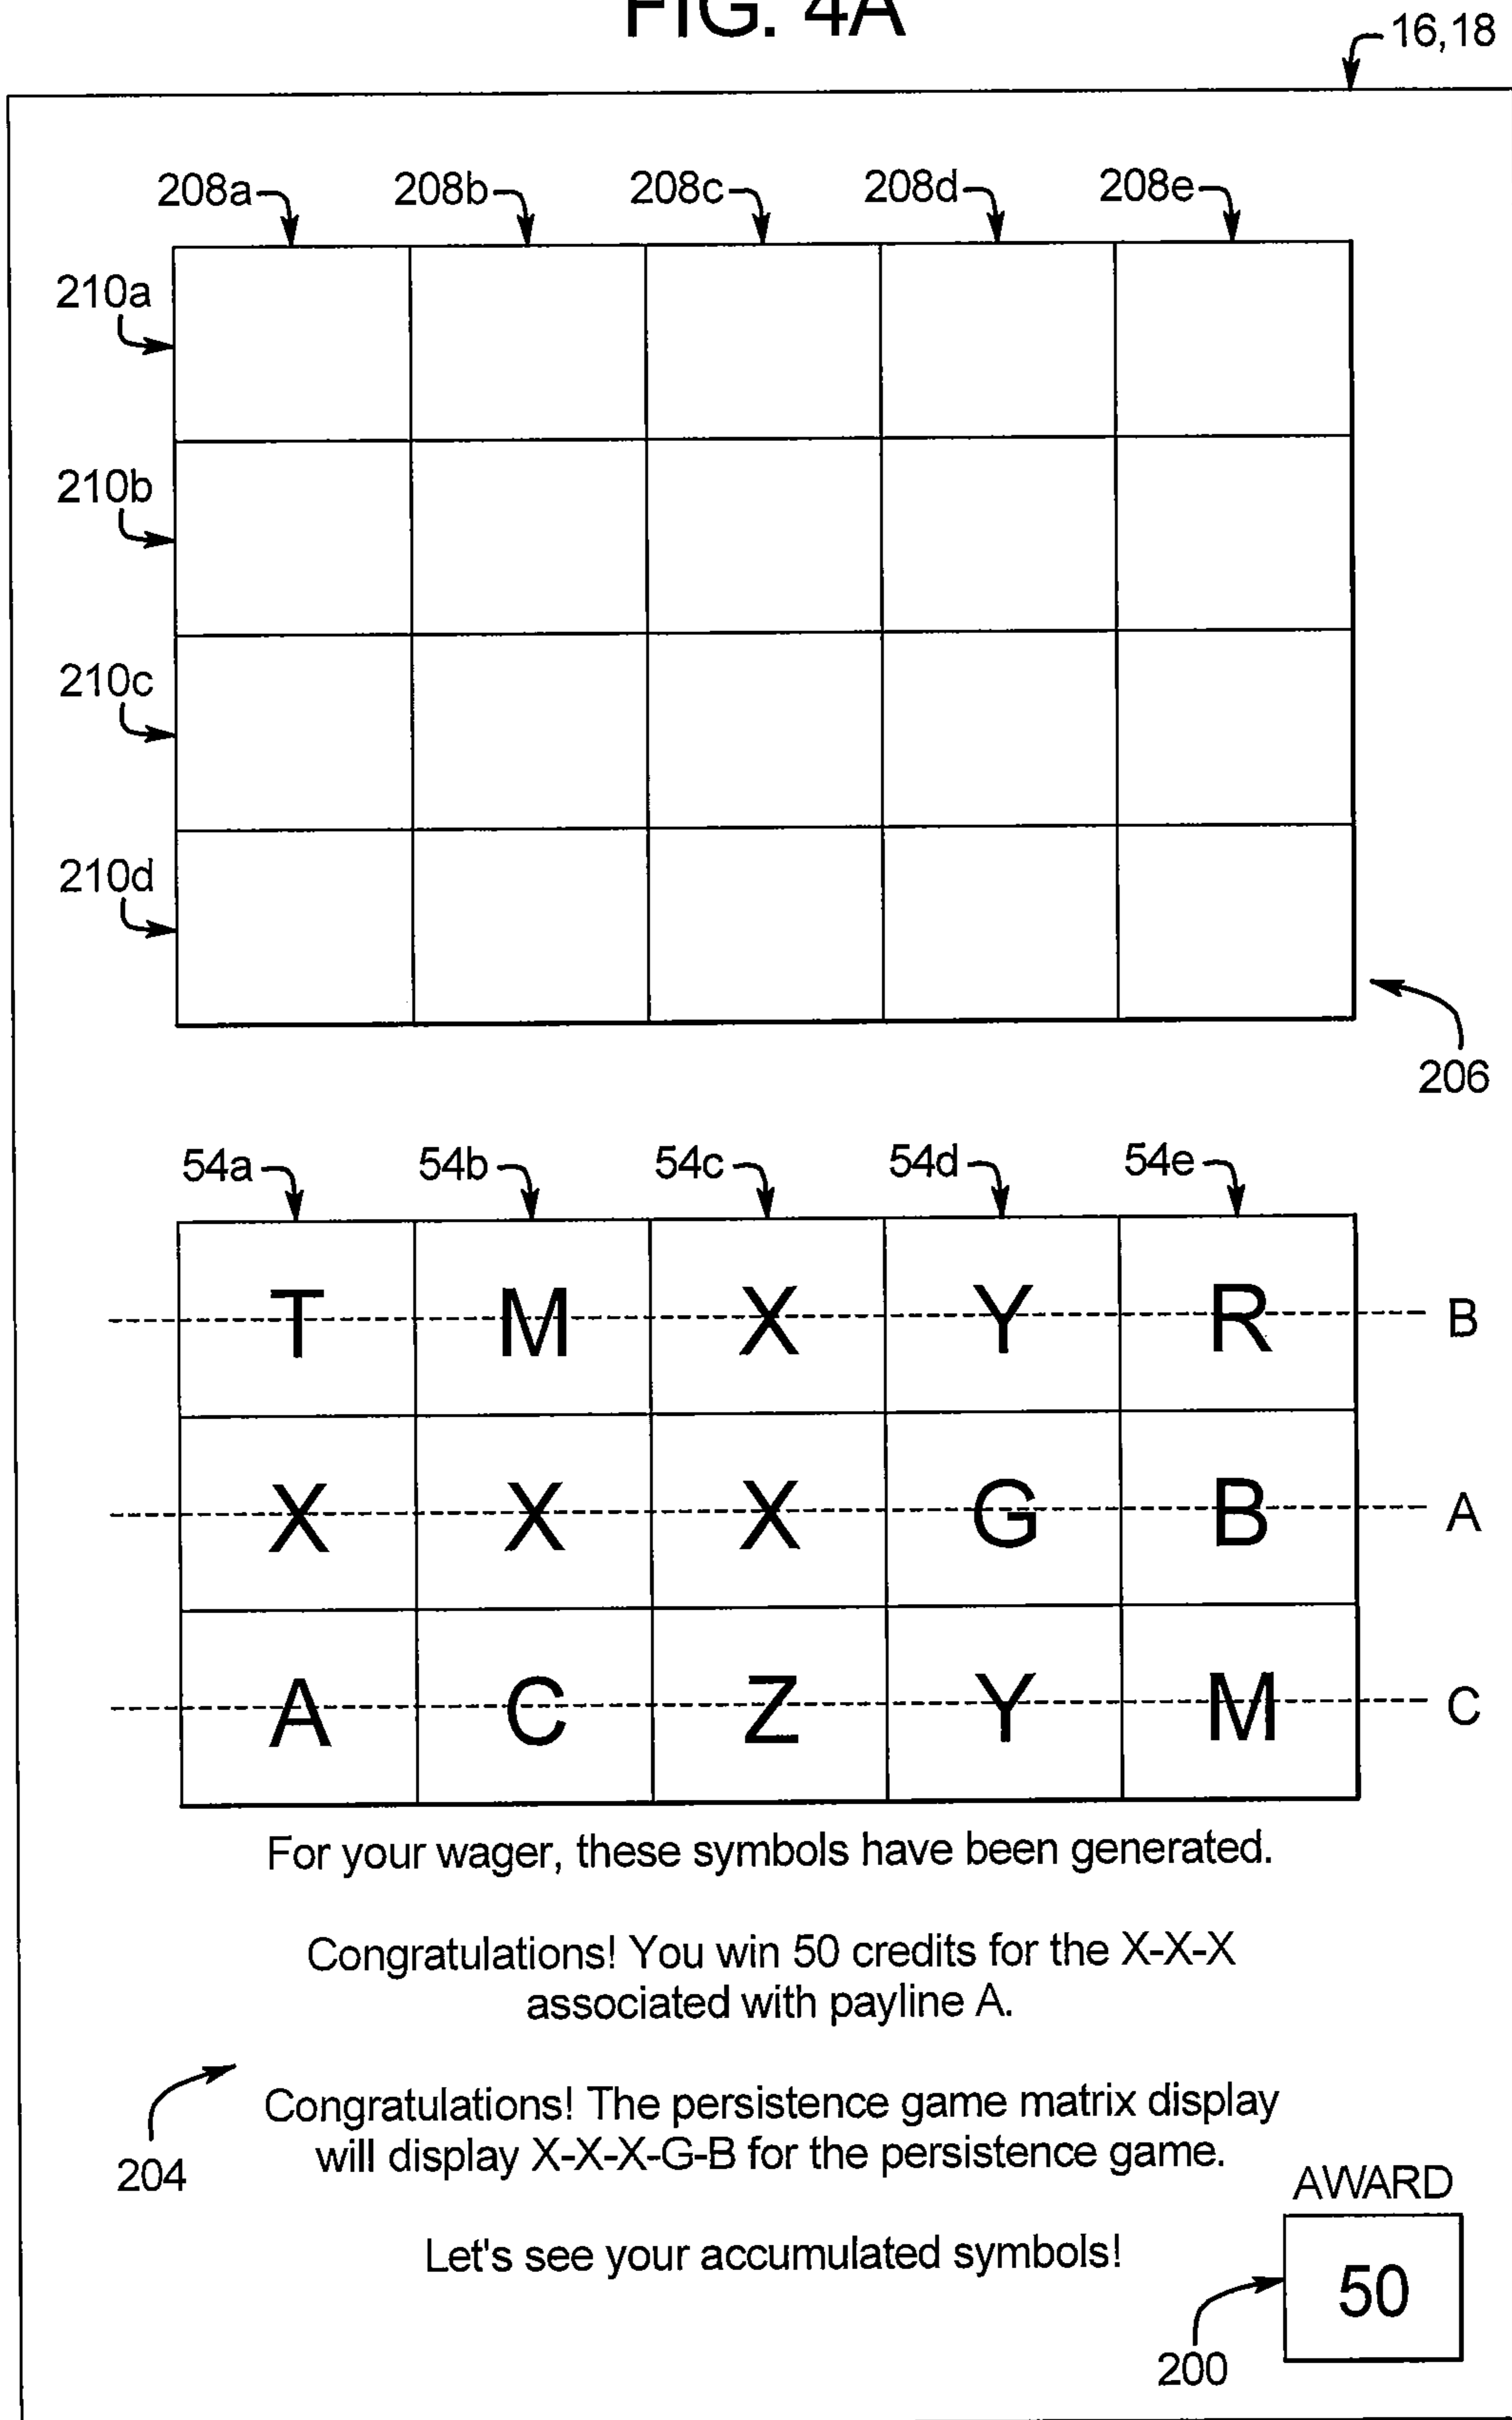 FIG. 4A
16,18
208a 208b 208c 208d 208e
210a
210b
210c
210d
206
54a 54b 54c 54d 54e
T M X Y R B
X X X G B A
A C Z Y M C
For your wager, these symbols have been generated.
Congratulations! You win 50 credits for the X-X-X
associated with payline A.
Congratulations! The persistence game matrix display
will display X-X-X-G-B for the persistence game.
204
Let's see your accumulated symbols!
AWARD
50
200